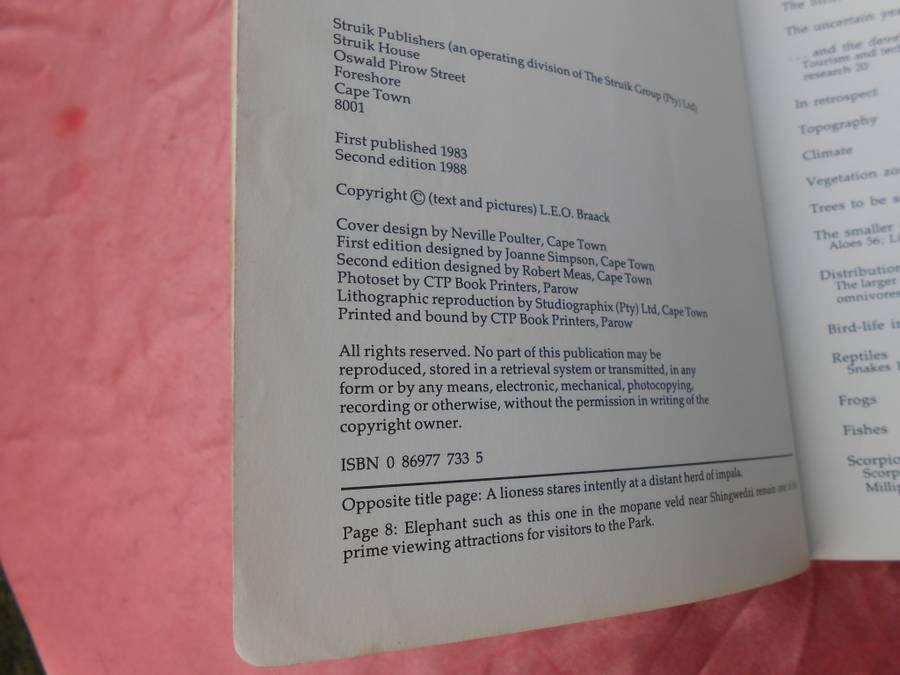 Struik Publishers (an operating division of The Struik Group (Pty) Ltd)
Struik House
Oswald Pirow Street
Foreshore
Cape Town
8001
First published 1983
Second edition 1988
Copyright © (text and pictures) L.E.O. Braack
Cover design by Neville Poulter, Cape Town
First edition designed by Joanne Simpson, Cape Town
Second edition designed by Robert Meas, Cape Town
Photoset by CTP Book Printers, Parow
Lithographic reproduction by Studiographix (Pty) Ltd, Cape Town
Printed and bound by CTP Book Printers, Parow
All rights reserved. No part of this publication may be
reproduced, stored in a retrieval system or transmitted, in any
form or by any means, electronic, mechanical, photocopying,
recording or otherwise, without the permission in writing of the
copyright owner.
ISBN 0 86977 733 5
Opposite title page: A lioness stares intently at a distant herd of impala.
Page 8: Elephant such as this one in the mopane veld near Shingwedzi remain one of the
prime viewing attractions for visitors to the Park.
The
The uncertain
. . . and the
Tourism and
research 20
In retrospect
Topography
Climate
Vegetation
Trees to be
The smaller
Aloes 56;
Distribution
The larger
omnivores
Bird-life
Reptiles
Snakes
Frogs
Fishes